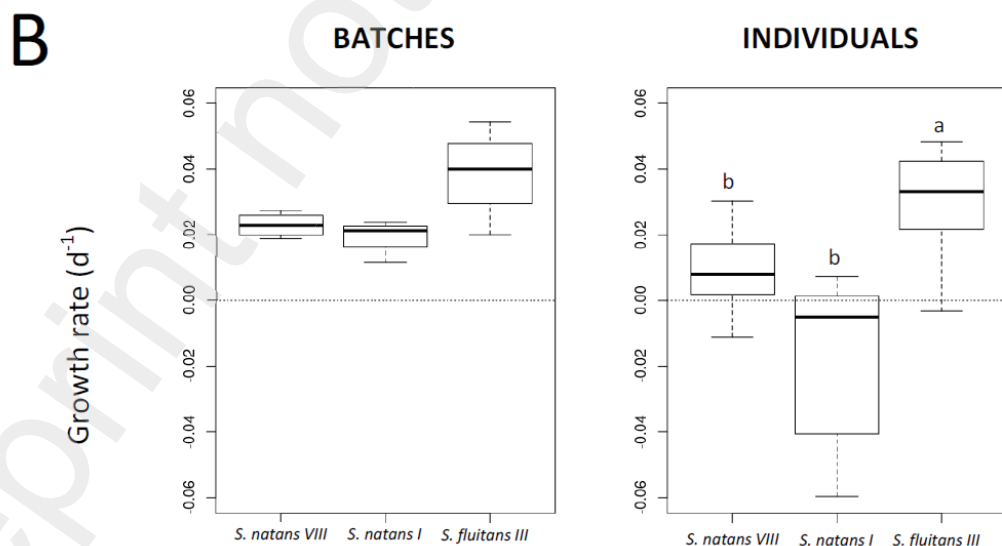 B
BATCHES
INDIVIDUALS
Growth rate (d⁻¹)
0.06
0.04
0.02
0.00
-0.02
-0.04
-0.06
S. natans VIII S. natans I S. fluitans III
0.06
0.04
0.02
0.00
-0.02
-0.04
-0.06
b
b
a
S. natans VIII S. natans I S. fluitans III
print no